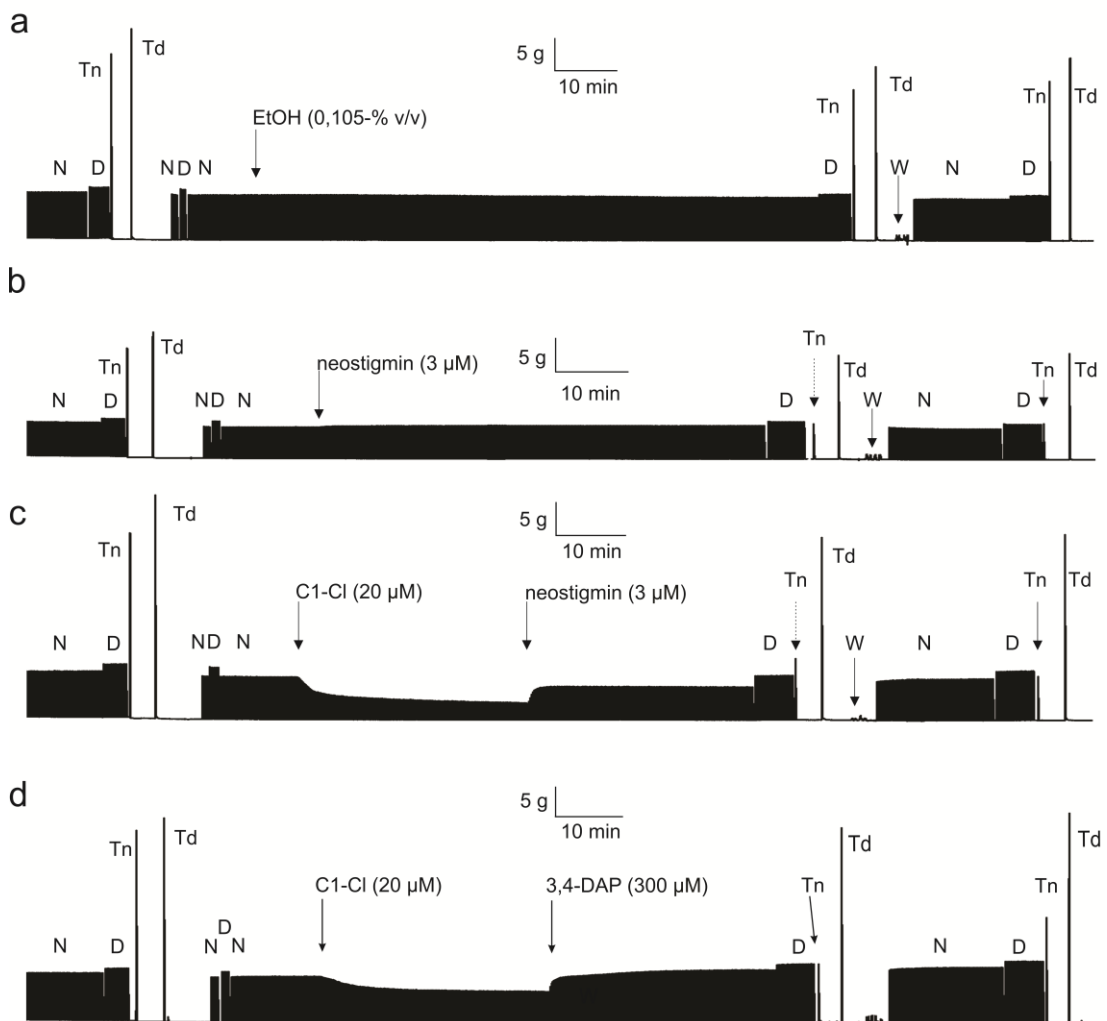 a
Tn
Td
5 g
10 min
Tn
Td
Tn
Td
EtOH (0,105-% v/v)
N
D
N
D
N
D
W
N
D
b
Tn
Td
5 g
10 min
neostigmin (3 µM)
Tn
Td
Tn
Td
N
D
N
D
N
D
W
N
D
c
Tn
Td
5 g
10 min
C1-Cl (20 µM)
neostigmin (3 µM)
Tn
Td
Tn
Td
N
D
N
D
N
D
W
N
D
d
Tn
Td
5 g
10 min
C1-Cl (20 µM)
3,4-DAP (300 µM)
Tn
Td
Tn
Td
N
D
N
D
N
D
N
D